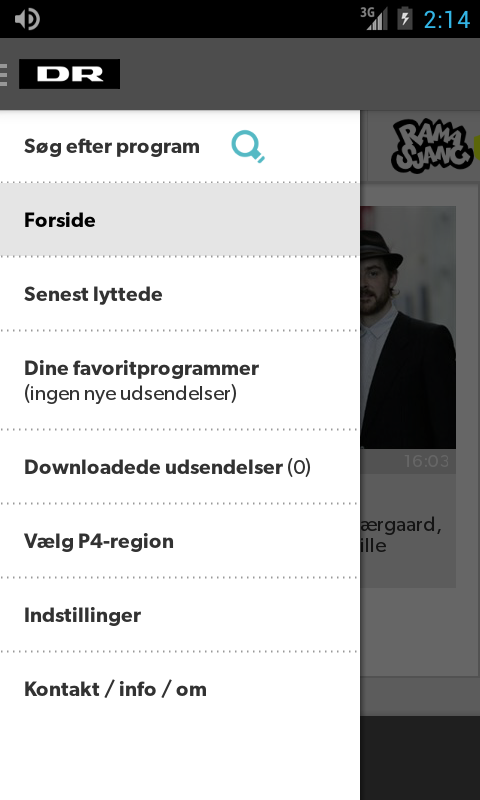 3G
2:14
DR
Søg efter program
RAMA
SJANG
Forside
Senest lyttede
Dine favoritprogrammer
(ingen nye udsendelser)
16:03
Downloadede udsendelser (0)
ærgaard,
ille
Vælg P4-region
Indstillinger
Kontakt / info / om